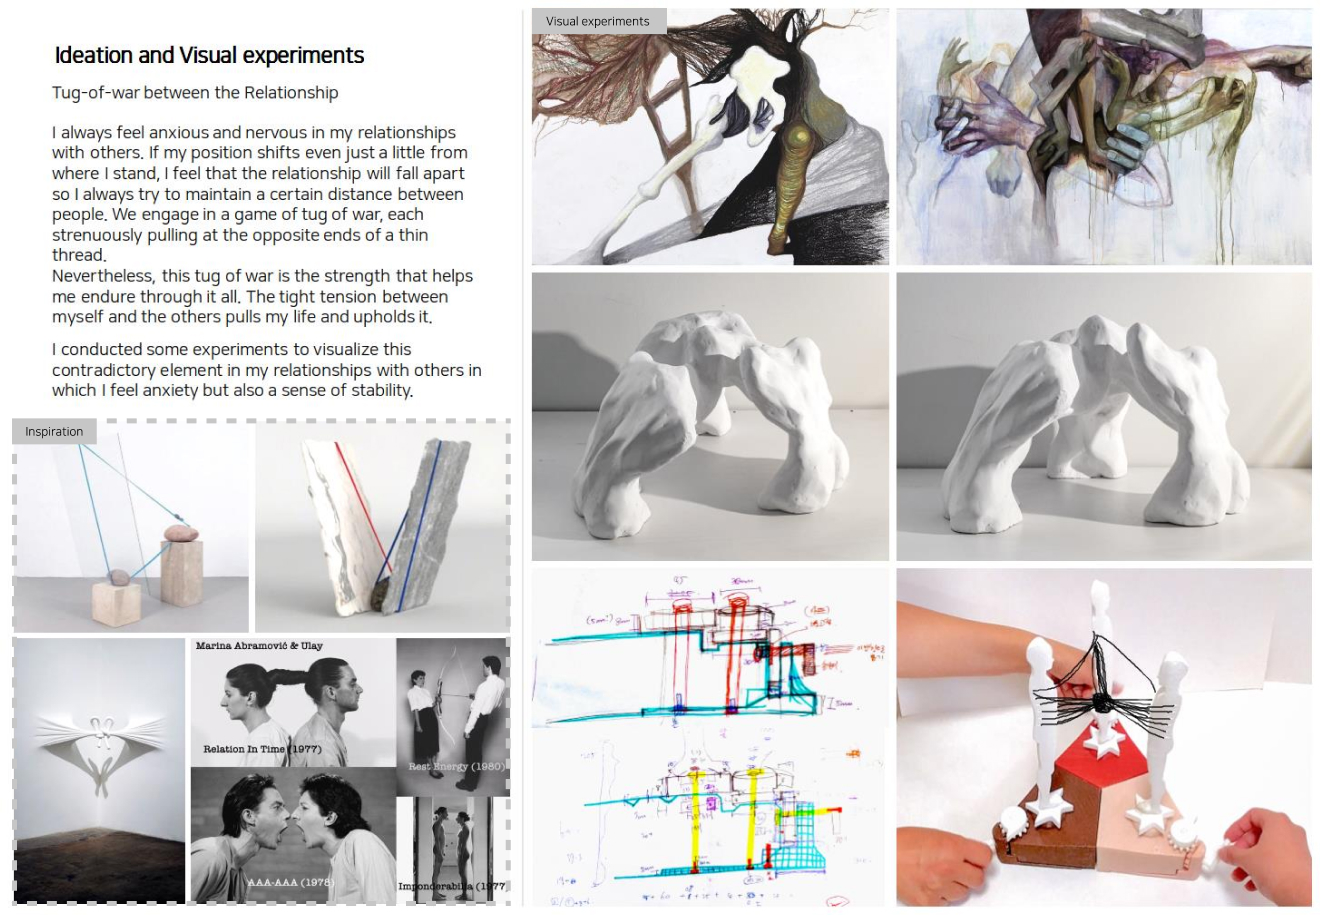 Ideation and Visual experiments
Tug-of-war between the Relationship
I always feel anxious and nervous in my relationships
with others. If my position shifts even just a little from
where I stand, I feel that the relationship will fall apart
so I always try to maintain a certain distance between
people. We engage in a game of tug of war, each
strenuously pulling at the opposite ends of a thin
thread.
Nevertheless, this tug of war is the strength that helps
me endure through it all. The tight tension between
myself and the others pulls my life and upholds it.
I conducted some experiments to visualize this
contradictory element in my relationships with others in
which I feel anxiety but also a sense of stability.
Inspiration
Marina Abramović & Ulay
Relation In Time (1977)
Rest Energy (1980)
AAA-AAA (1978)
Imponderabilia (1977
Visual experiments